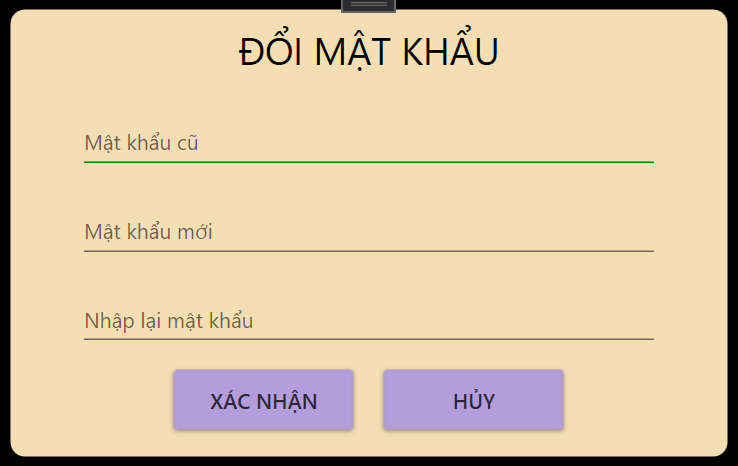 ĐỔI MẬT KHẨU
Mật khẩu cũ
Mật khẩu mới
Nhập lại mật khẩu
XÁC NHẬN HỦY